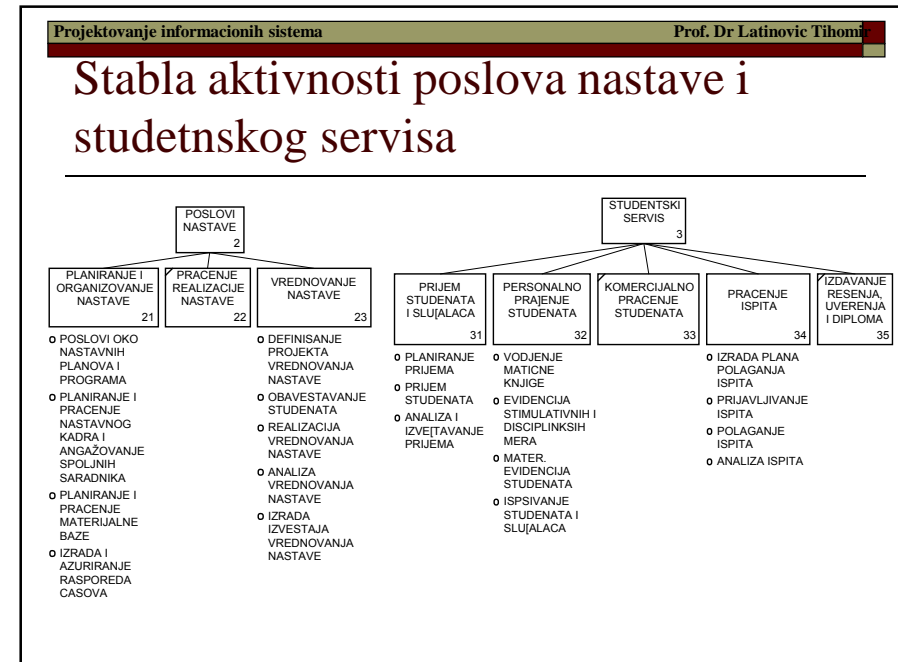 Projektovanje informacionih sistema Prof. Dr Latinovic Tihomir
Stabla aktivnosti poslova nastave i
studetnskog servisa
POSLOVI
NASTAVE
2
PLANIRANJE I
ORGANIZOVANJE
NASTAVE
21
PRACENJE
REALIZACIJE
NASTAVE
22
VREDNOVANJE
NASTAVE
23
o POSLOVI OKO
NASTAVNIH
PLANOVA I
PROGRAMA
o PLANIRANJE I
PRACENJE
NASTAVNOG
KADRA I
ANGAŽOVANJE
SPOLJNIH
SARADNIKA
o PLANIRANJE I
PRACENJE
MATERIJALNE
BAZE
o IZRADA I
AZURIRANJE
RASPOREDA
CASOVA
o DEFINISANJE
PROJEKTA
VREDNOVANJA
NASTAVE
o OBAVESTAVANJE
STUDENATA
o REALIZACIJA
VREDNOVANJA
NASTAVE
o ANALIZA
VREDNOVANJA
NASTAVE
o IZRADA
IZVESTAJA
VREDNOVANJA
NASTAVE
STUDENTSKI
SERVIS
3
PRIJEM
STUDENATA
I SLU[ALACA
31
PERSONALNO
PRA]ENJE
STUDENATA
32
KOMERCIJALNO
PRACENJE
STUDENATA
33
PRACENJE
ISPITA
34
IZDAVANJE
RESENJA,
UVERENJA
I DIPLOMA
35
o PLANIRANJE
PRIJEMA
o PRIJEM
STUDENATA
o ANALIZA I
IZVE[TAVANJE
PRIJEMA
o VODJENJE
MATICNE
KNJIGE
o EVIDENCIJA
STIMULATIVNIH I
DISCIPLINKSIH
MERA
o MATER.
EVIDENCIJA
STUDENATA
o ISPSIVANJE
STUDENATA I
SLU[ALACA
o IZRADA PLANA
POLAGANJA
ISPITA
o PRIJAVLJIVANJE
ISPITA
o POLAGANJE
ISPITA
o ANALIZA ISPITA